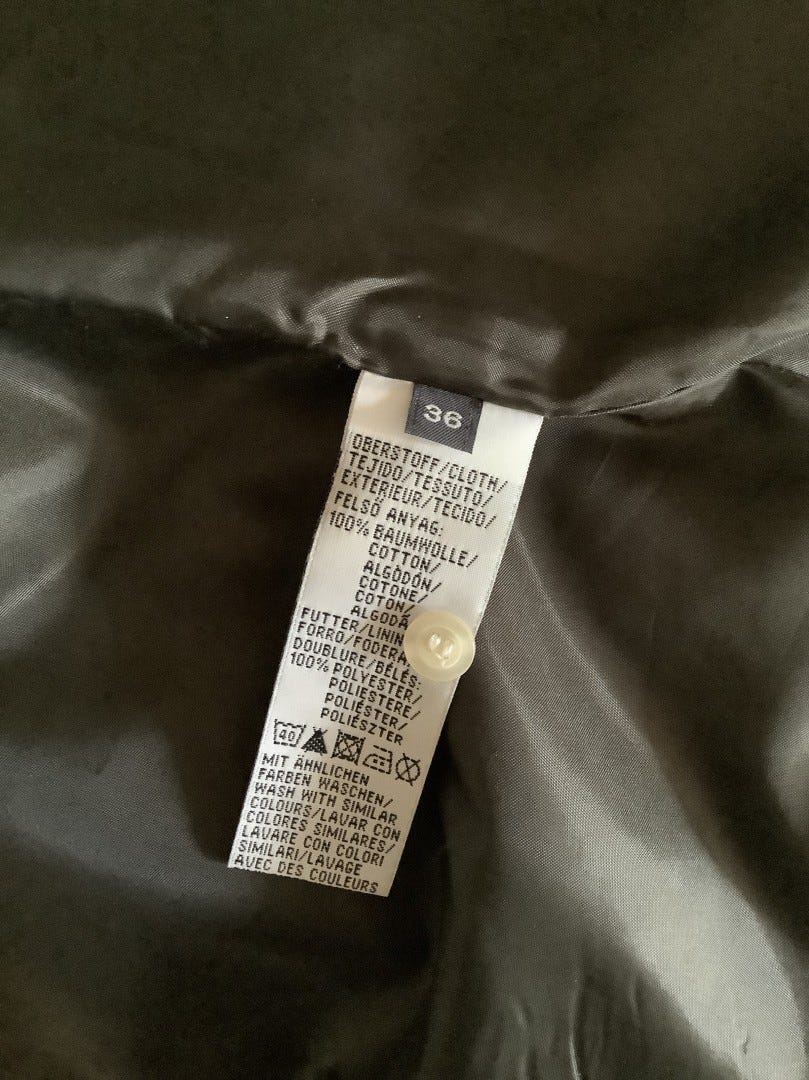 36
OBERSTOFF/CLOTH/
TEJIDO/TESSUTO/
EXTERIEUR/TECIDO/
FELSŐ ANYAG:
100% BAUMWOLLE/
COTTON/
ALGODÓN/
COTONE/
COTON/
ALGODÃ
FUTTER/LININ
FORRO/FODERA
DOUBLURE/BÉLÉS:
100% POLYESTER/
POLIESTERE/
POLIÉSTER/
POLIÉSZTER
40
MIT ÄHNLICHEN
FARBEN WASCHEN/
WASH WITH SIMILAR
COLOURS/LAVAR CON
COLORES SIMILARES/
LAVARE CON COLORI
SIMILARI/LAVAGE
AVEC DES COULEURS